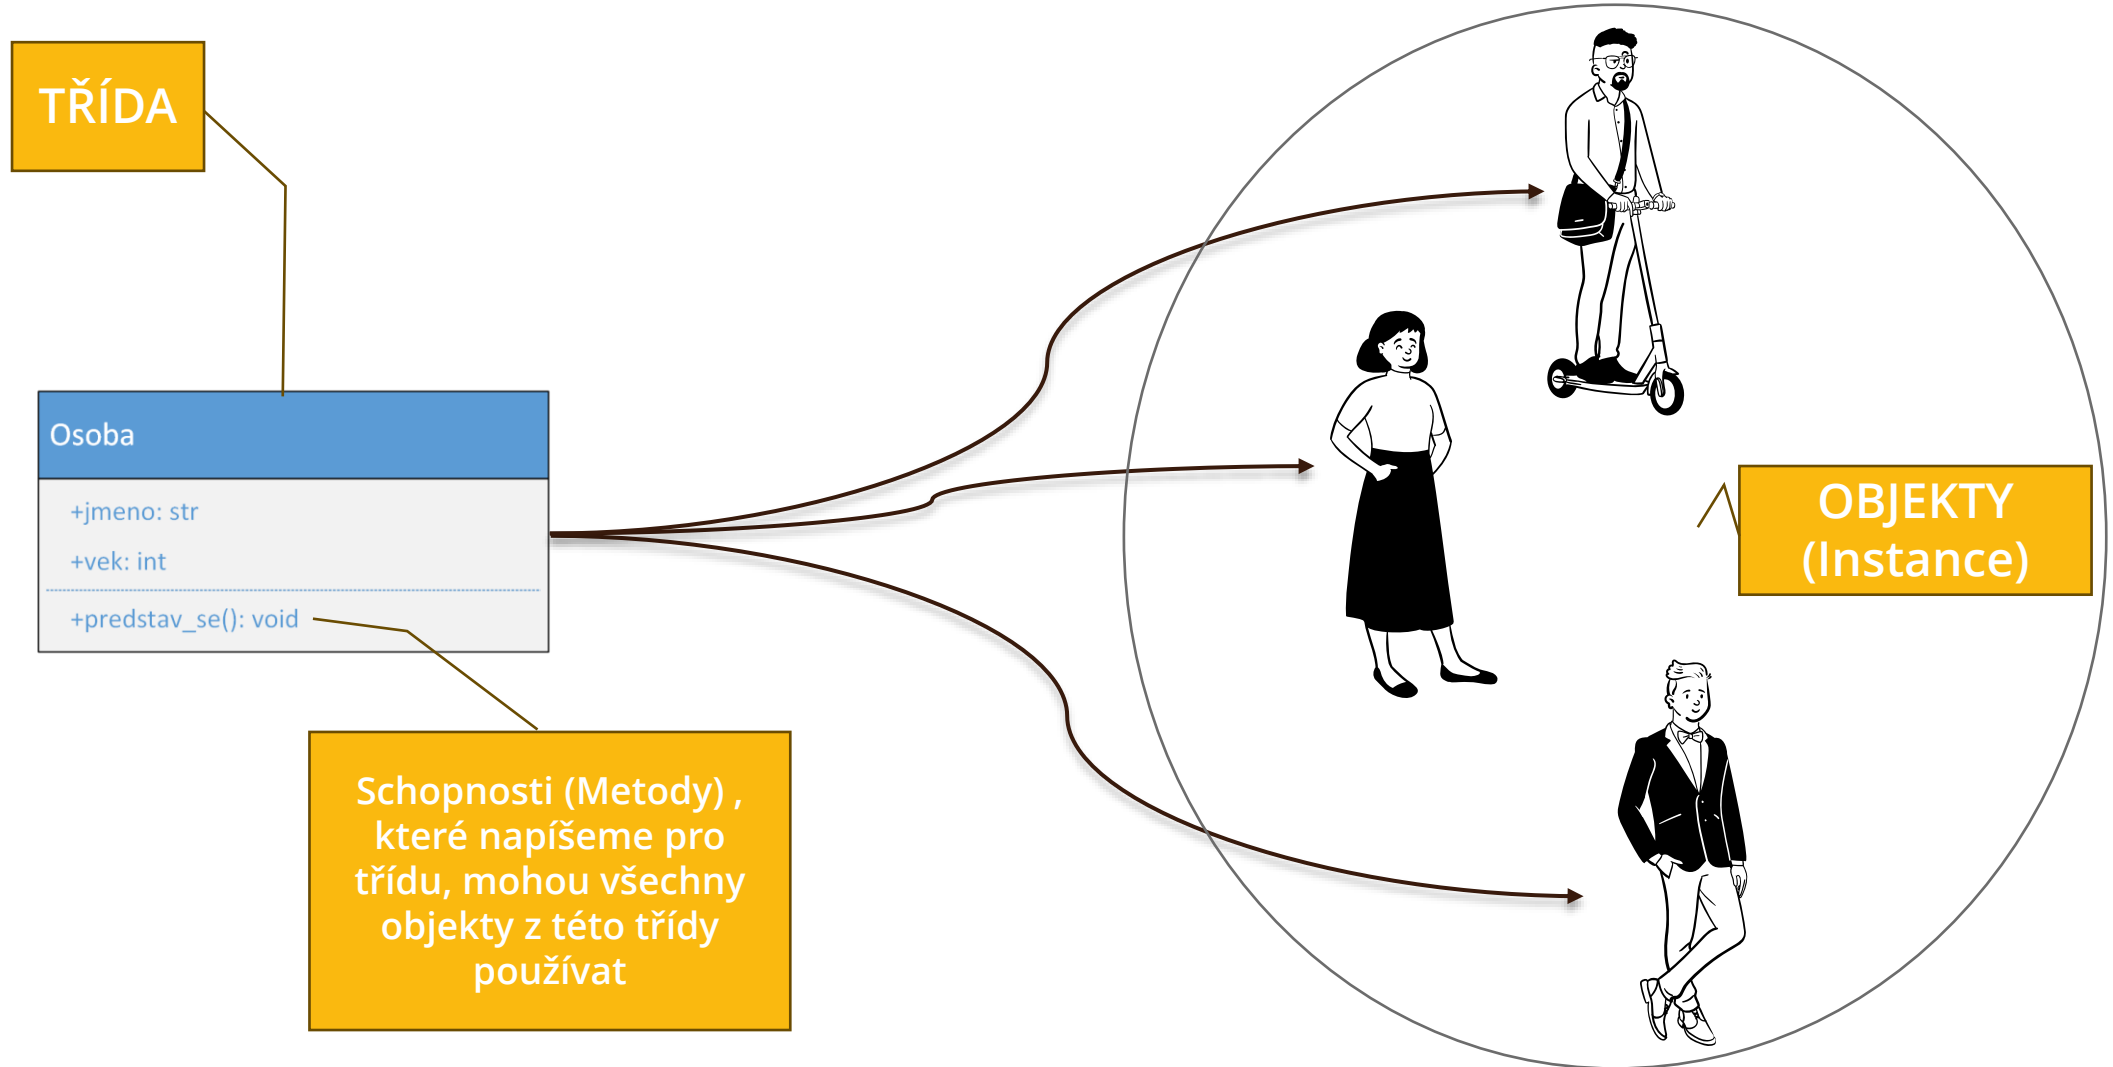 TŘÍDA
Osoba
+jmeno: str
+vek: int
+predstav_se(): void
Schopnosti (Metody) ,
které napíšeme pro
třídu, mohou všechny
objekty z této třídy
používat
OBJEKTY
(Instance)